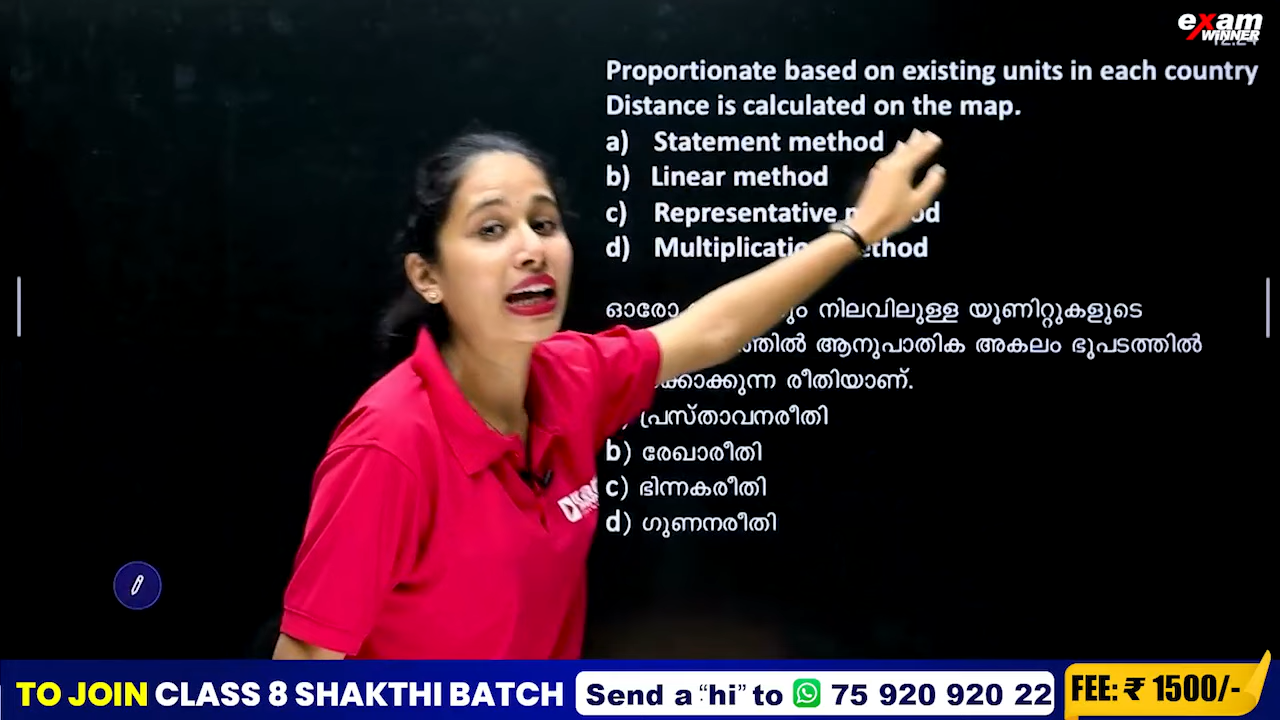 exam
WINNER
Proportionate based on existing units in each country
Distance is calculated on the map.
a) Statement method
b) Linear method
c) Representative
d) 
ഓരോ നിലവിലുള്ള യൂണിറ്റുകളുടെ
ആനുപാതിക അകലം ഭൂപടത്തിൽ
രീതിയാണ്.
പ്രസ്താവനരീതി
b) രേഖാരീതി
c) ഭിന്നകരീതി
d) ഗുണനരീതി
TO JOIN CLASS 8 SHAKTHI BATCH
Send a “hi” to 75 920 920 22
FEE: ₹ 1500/-